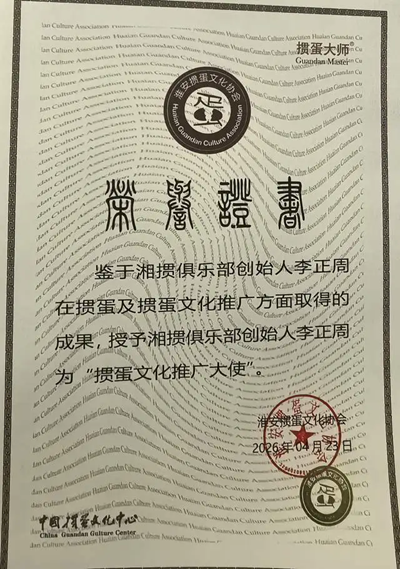 掼蛋大师®
Guandan Master
淮安掼蛋文化协会
Huaian Guandan Culture Association
榮譽證書
鉴于湘掼俱乐部创始人李正周
在掼蛋及掼蛋文化推广方面取得的
成果，授予湘掼俱乐部创始人李正周
为“掼蛋文化推广大使”。
淮安掼蛋文化协会
2026年04月23日
中国掼蛋文化中心
China Guandan Gulture Center